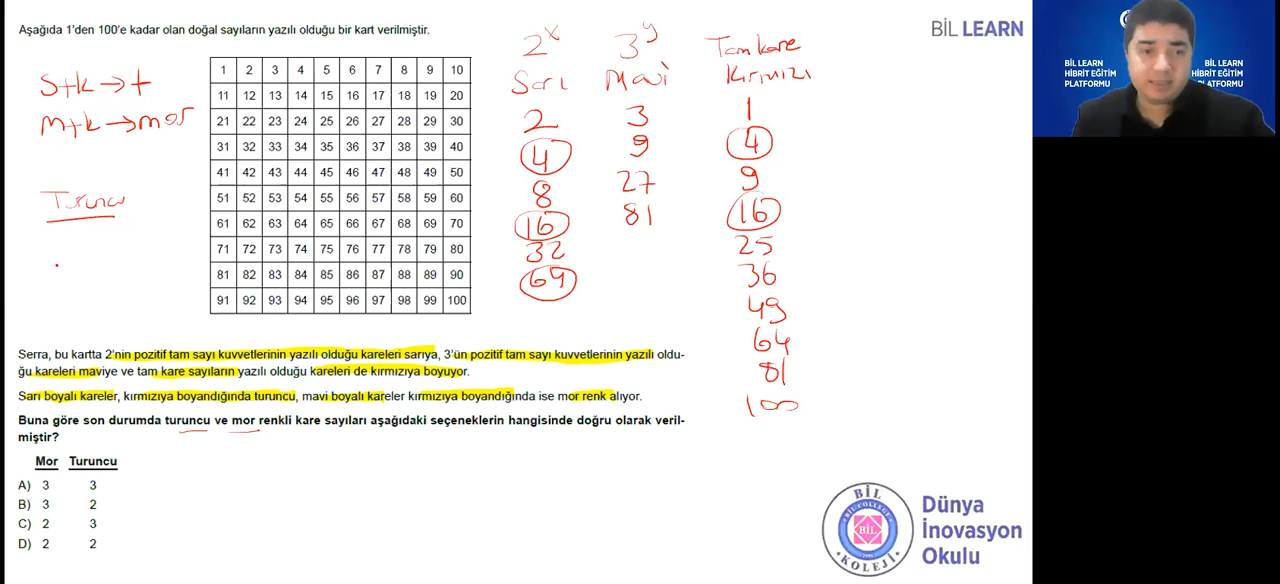 Aşağıda 1'den 100'e kadar olan doğal sayıların yazılı olduğu bir kart verilmiştir.
BİL LEARN
BİL LEARN
HİBRİT EĞİTİM
PLATFORMU
BİL LEARN
HİBRİT EĞİTİM
PLATFORMU
S+k → t
M+k → mor
Turuncu
1 2 3 4 5 6 7 8 9 10
11 12 13 14 15 16 17 18 19 20
21 22 23 24 25 26 27 28 29 30
31 32 33 34 35 36 37 38 39 40
41 42 43 44 45 46 47 48 49 50
51 52 53 54 55 56 57 58 59 60
61 62 63 64 65 66 67 68 69 70
71 72 73 74 75 76 77 78 79 80
81 82 83 84 85 86 87 88 89 90
91 92 93 94 95 96 97 98 99 100
2^x
Sarı
2
4
8
16
32
64
3^y
Mavi
3
9
27
81
Tam kare
Kırmızı
1
4
9
16
25
36
49
64
81
100
Serra, bu kartta 2'nin pozitif tam sayı kuvvetlerinin yazılı olduğu kareleri sarıya, 3'ün pozitif tam sayı kuvvetlerinin yazılı oldu-
ğu kareleri maviye ve tam kare sayıların yazılı olduğu kareleri de kırmızıya boyuyor.
Sarı boyalı kareler, kırmızıya boyandığında turuncu, mavi boyalı kareler kırmızıya boyandığında ise mor renk alıyor.
Buna göre son durumda turuncu ve mor renkli kare sayıları aşağıdaki seçeneklerin hangisinde doğru olarak veril-
miştir?
Mor Turuncu
A) 3 3
B) 3 2
C) 2 3
D) 2 2
BİL
BİL COLLEGE
BİL
KOLEJİ
Dünya
İnovasyon
Okulu